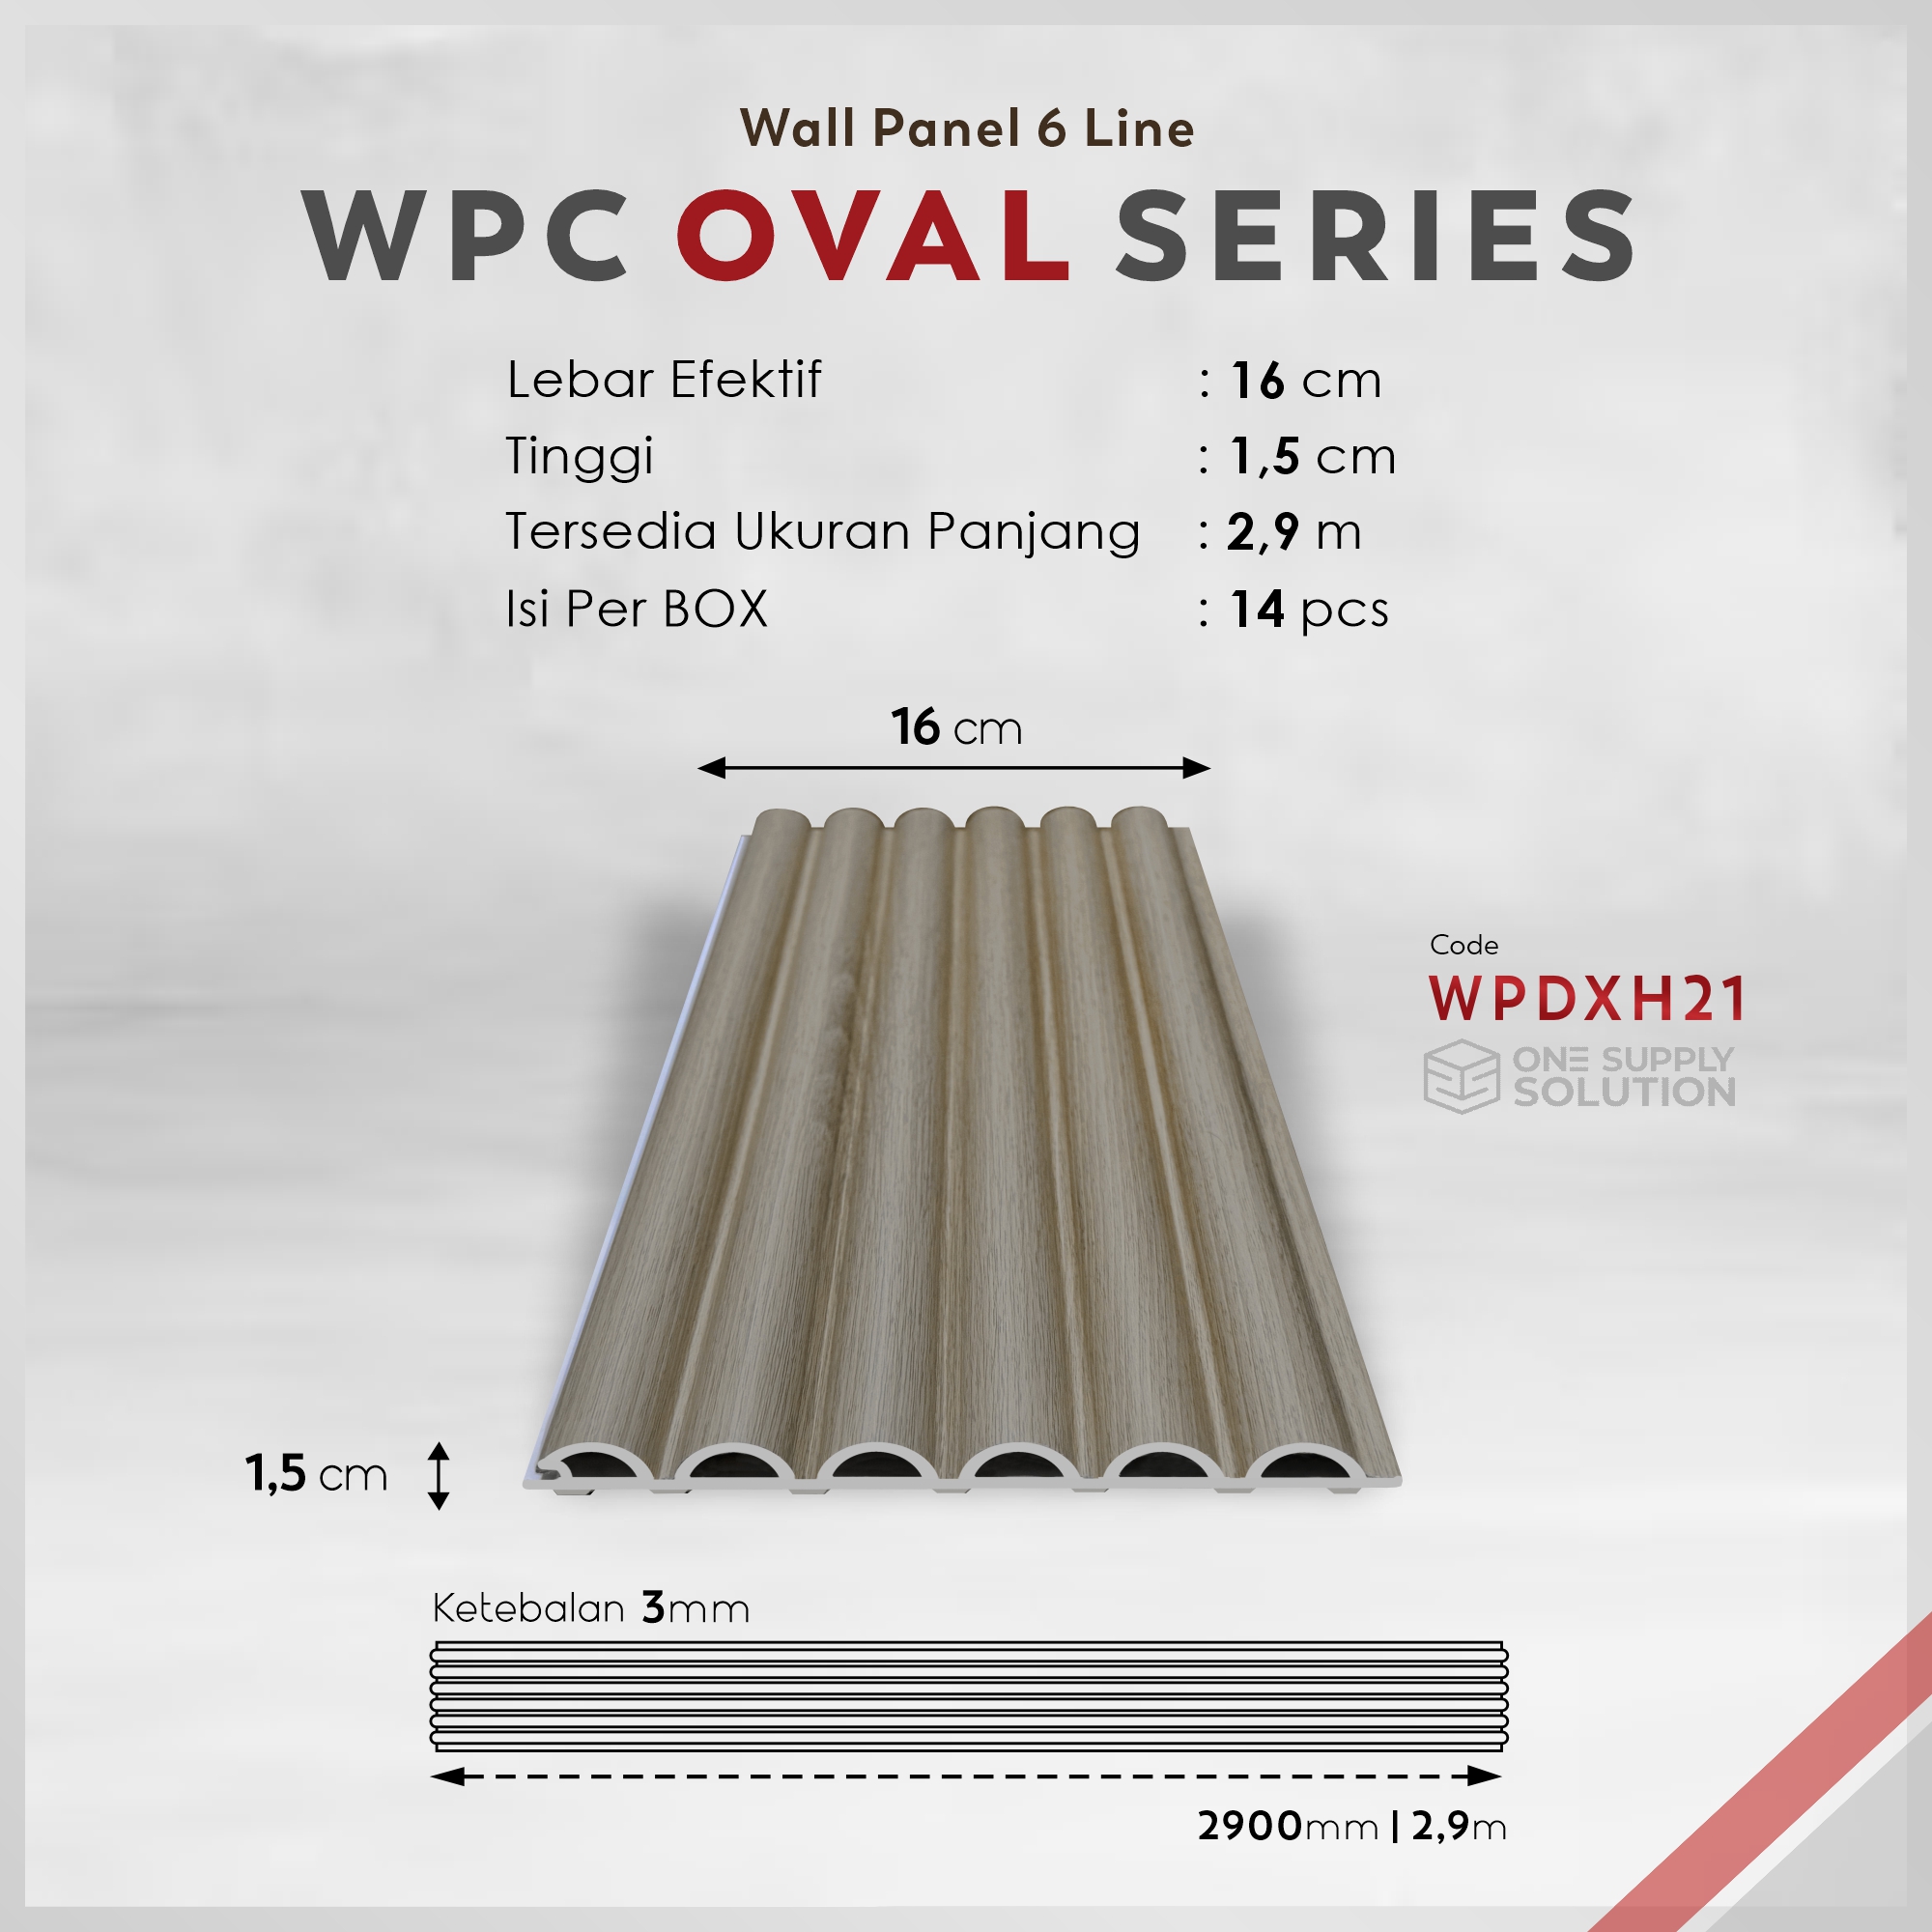 Wall Panel 6 Line
WPC OVAL SERIES
Lebar Efektif : 16 cm
Tinggi : 1,5 cm
Tersedia Ukuran Panjang : 2,9 m
Isi Per BOX : 14 pcs
16 cm
Code
WPDXH21
ONE SUPPLY
SOLUTION
1,5 cm
Ketebalan 3mm
2900mm | 2,9m